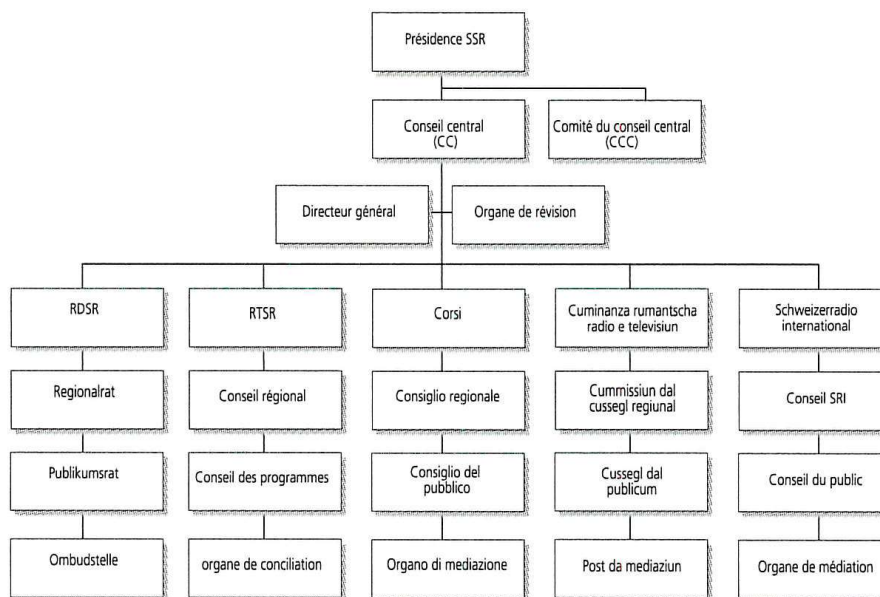 Présidence SSR
Conseil central
(CC)
Comité du conseil central
(CCC)
Directeur général
Organe de révision
RDSR
RTSR
Corsi
Cuminanza rumantscha
radio e televisiun
Schweizerradio
international
Regionalrat
Conseil régional
Consiglio regionale
Cummissiun dal
cussegl regiunal
Conseil SRI
Publikumsrat
Conseil des programmes
Consiglio del
pubblico
Cussegl dal
publicum
Conseil du public
Ombudstelle
organe de conciliation
Organo di mediazione
Post da mediaziun
Organe de médiation